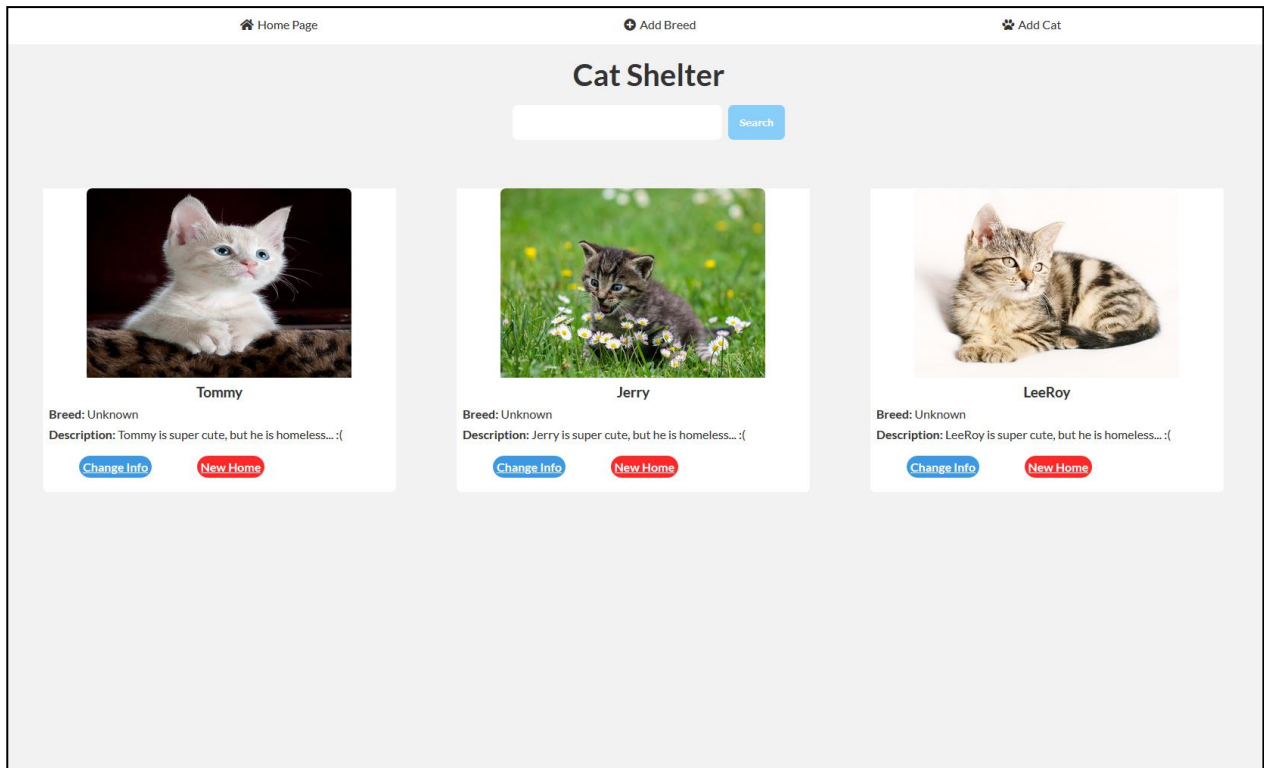 Home Page
Add Breed
Add Cat
Cat Shelter
Search
Tommy
Breed: Unknown
Description: Tommy is super cute, but he is homeless... :(
Change Info
New Home
Jerry
Breed: Unknown
Description: Jerry is super cute, but he is homeless... :(
Change Info
New Home
LeeRoy
Breed: Unknown
Description: LeeRoy is super cute, but he is homeless... :(
Change Info
New Home